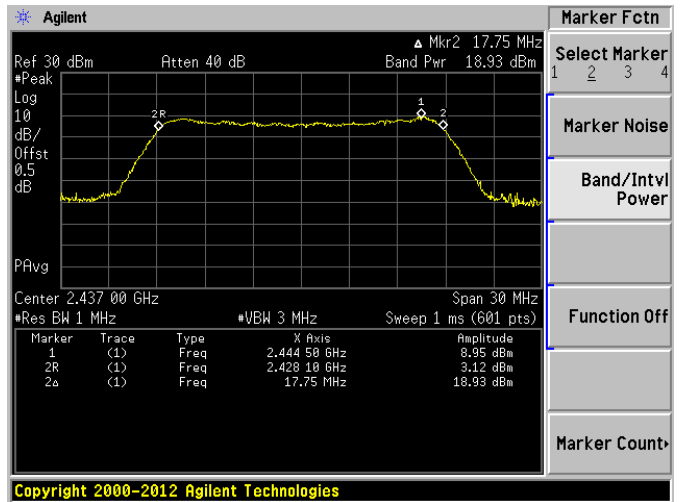 Agilent
Marker Fctn
▵ Mkr2 17.75 MHz
Ref 30 dBm Atten 40 dB Band Pwr 18.93 dBm
#Peak
Log
10
dB/
Offst
0.5
dB
2R
1
2
PAvg
Center 2.437 00 GHz Span 30 MHz
#Res BW 1 MHz #VBW 3 MHz Sweep 1 ms (601 pts)
Marker Trace Type X Axis Amplitude
1 (1) Freq 2.444 50 GHz 8.95 dBm
2R (1) Freq 2.428 10 GHz 3.12 dBm
2▵ (1) Freq 17.75 MHz 18.93 dBm
Select Marker
1 2 3 4
Marker Noise
Band/Intvl
Power
Function Off
Marker Count▸
Copyright 2000-2012 Agilent Technologies